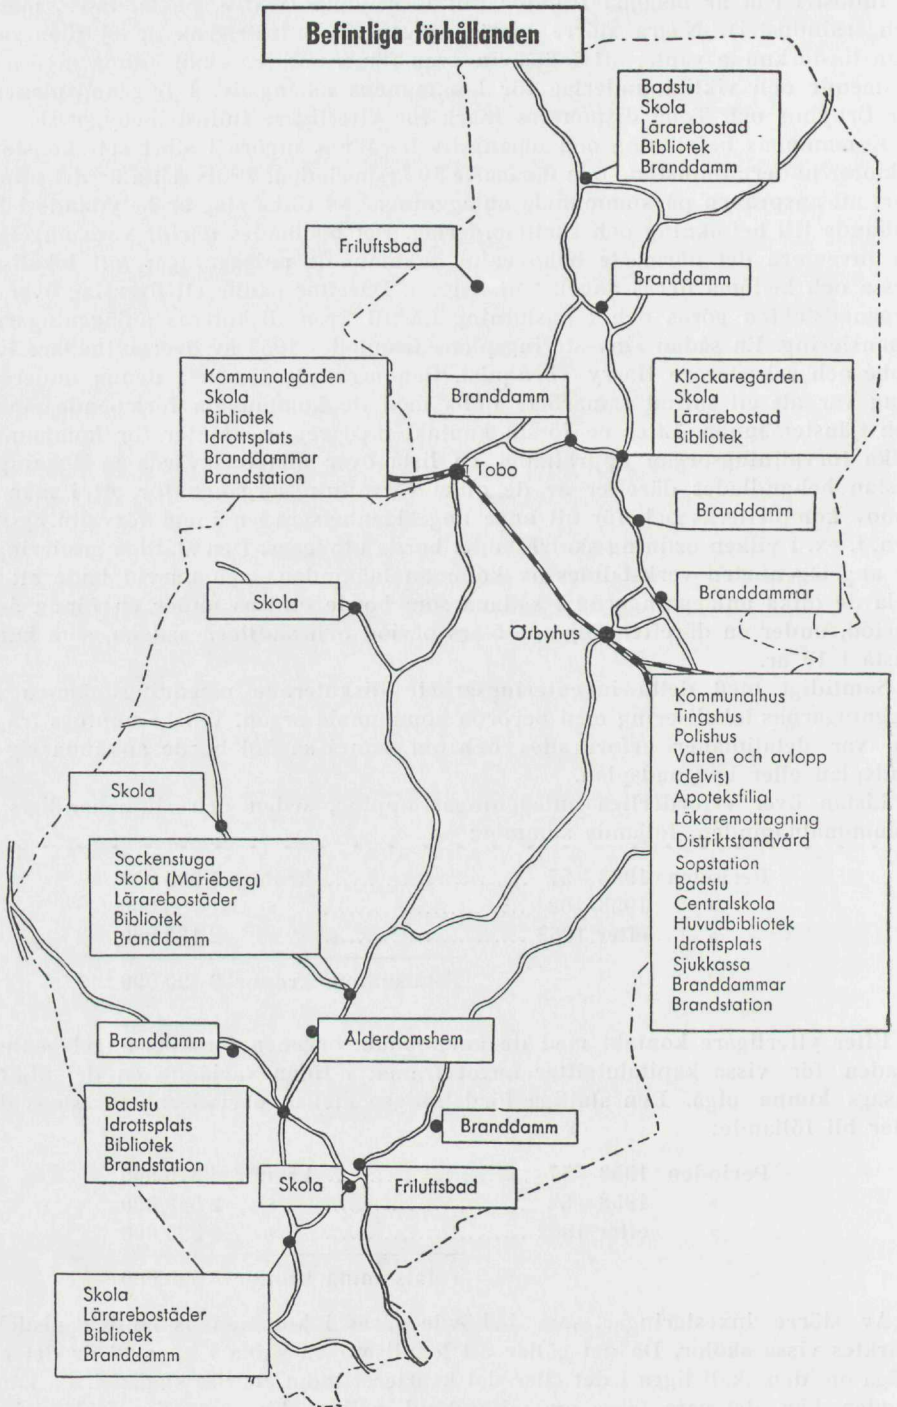 Befintliga förhållanden
Badstu
Skola
Lärarebostad
Bibliotek
Branddamm
Friluftsbad
Branddamm
Kommunalgården
Skola
Bibliotek
Idrottsplats
Branddammar
Brandstation
Branddamm
Klockaregården
Skola
Lärarebostad
Bibliotek
Tobo
Branddamm
Skola
Branddammar
Örbyhus
Kommunalhus
Tingshus
Polishus
Vatten och avlopp
(delvis)
Apoteksfilial
Läkaremottagning
Distriktstandvård
Sopstation
Badstu
Centralskola
Huvudbibliotek
Idrottsplats
Sjukkassa
Branddammar
Brandstation
Skola
Sockenstuga
Skola (Marieberg)
Lärarebostäder
Bibliotek
Branddamm
Branddamm
Ålderdomshem
Badstu
Idrottsplats
Bibliotek
Brandstation
Branddamm
Skola
Friluftsbad
Skola
Lärarebostäder
Bibliotek
Branddamm